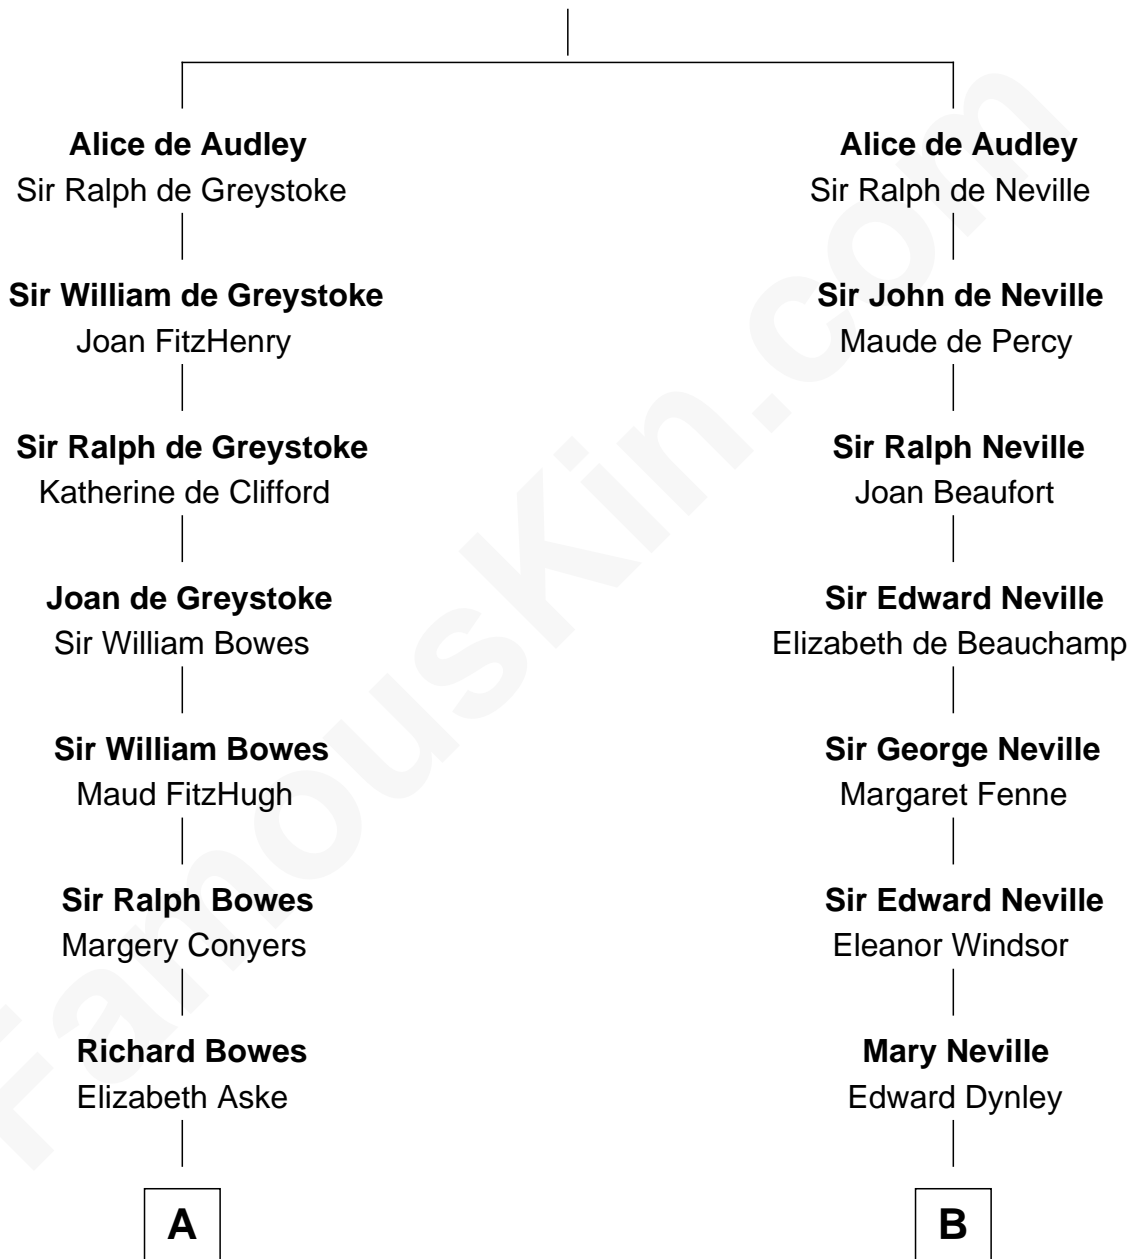 Alice de Audley
Sir Ralph de Greystoke
Sir William de Greystoke
Joan FitzHenry
Sir Ralph de Greystoke
Katherine de Clifford
Joan de Greystoke
Sir William Bowes
Sir William Bowes
Maud FitzHugh
Sir Ralph Bowes
Margery Conyers
Richard Bowes
Elizabeth Aske
A
Alice de Audley
Sir Ralph de Neville
Sir John de Neville
Maude de Percy
Sir Ralph Neville
Joan Beaufort
Sir Edward Neville
Elizabeth de Beauchamp
Sir George Neville
Margaret Fenne
Sir Edward Neville
Eleanor Windsor
Mary Neville
Edward Dynley
B
FamousKin.com